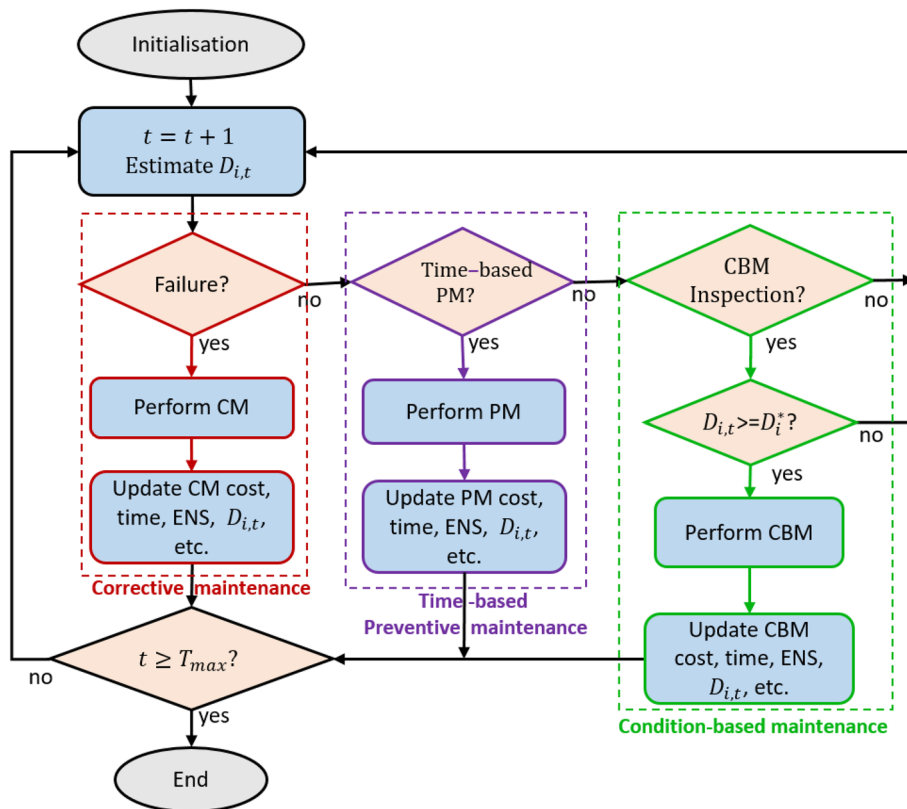 Initialisation
t = t + 1
Estimate D_{i,t}
Failure?
no
yes
Perform CM
Update CM cost,
time, ENS, D_{i,t},
etc.
Corrective maintenance
Time–based
PM?
no
yes
Perform PM
Update PM cost,
time, ENS, D_{i,t},
etc.
Time-based
Preventive maintenance
CBM
Inspection?
no
yes
D_{i,t}>=D_i^*?
no
yes
Perform CBM
Update CBM
cost, time, ENS,
D_{i,t}, etc.
Condition-based maintenance
t ≥ T_{max}?
no
yes
End